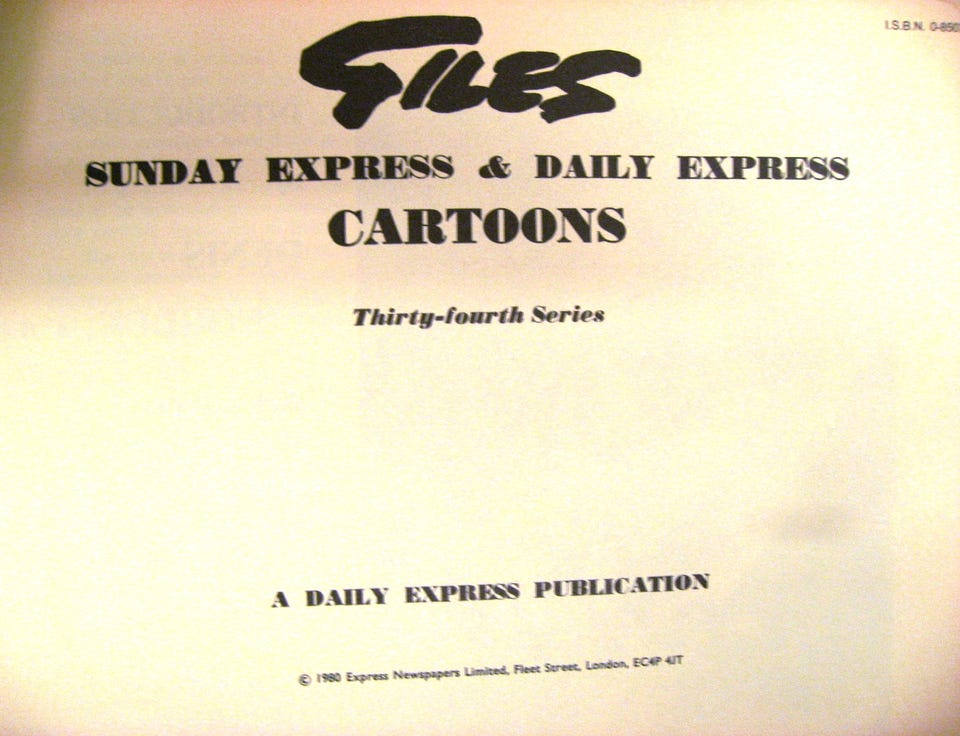 I.S.B.N. 0-850
GILES
SUNDAY EXPRESS & DAILY EXPRESS
CARTOONS
Thirty-fourth Series
A DAILY EXPRESS PUBLICATION
© 1980 Express Newspapers Limited, Fleet Street, London, EC4P 4JT